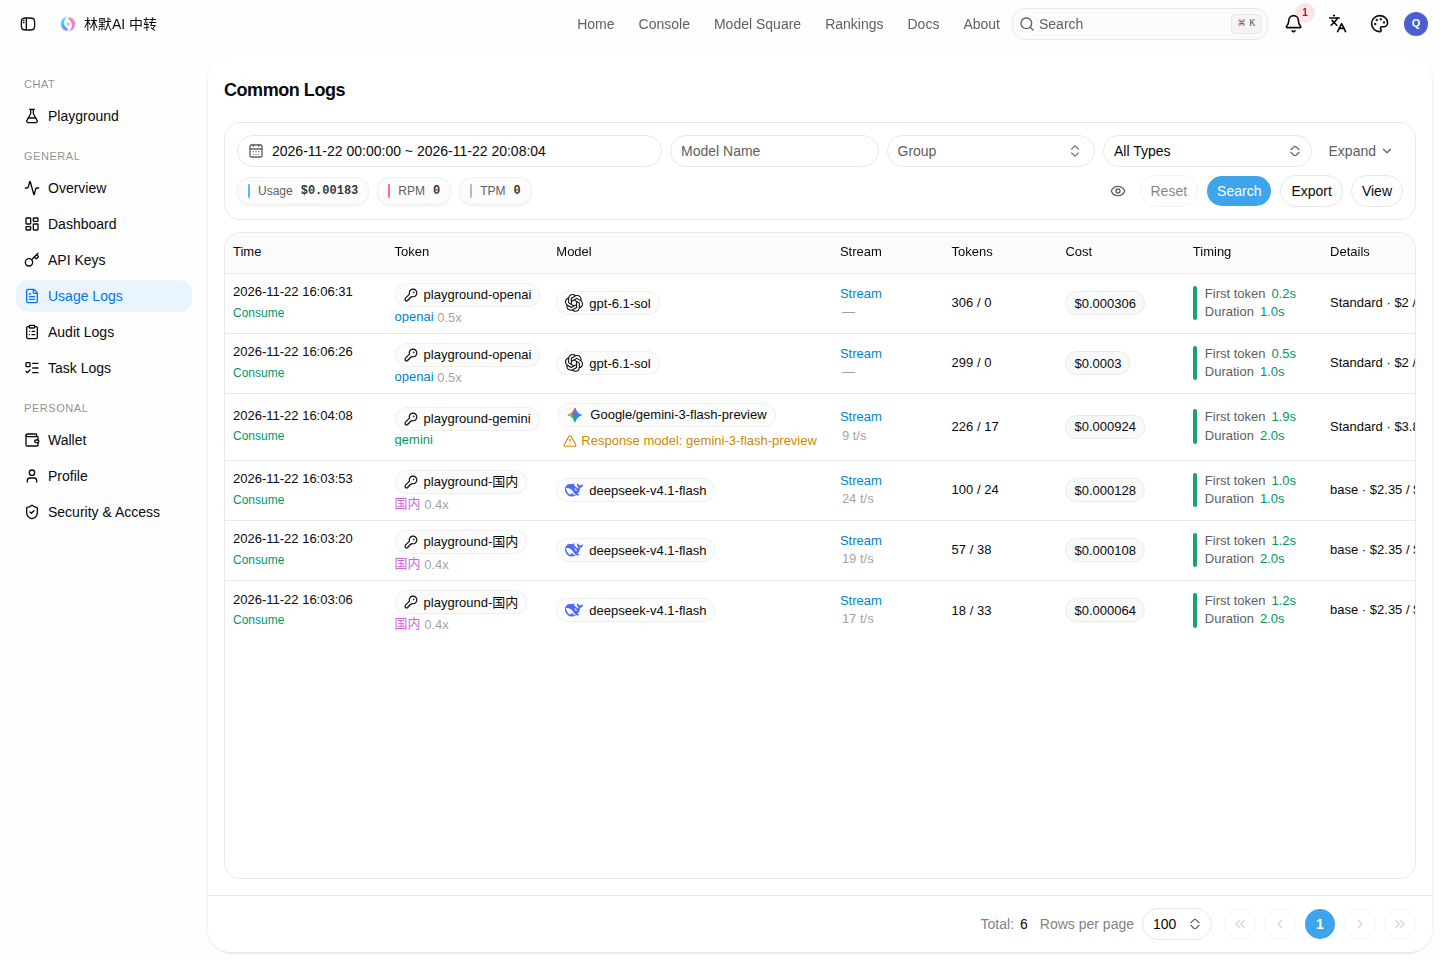 林默AI 中转
Home Console Model Square Rankings Docs About Search ⌘ K 1 Q
CHAT
Playground
GENERAL
Overview
Dashboard
API Keys
Usage Logs
Audit Logs
Task Logs
PERSONAL
Wallet
Profile
Security & Access
Common Logs
2026-11-22 00:00:00 ~ 2026-11-22 20:08:04 Model Name Group All Types Expand
Usage $0.00183 RPM 0 TPM 0 Reset Search Export View
Time Token Model Stream Tokens Cost Timing Details
2026-11-22 16:06:31 playground-openai gpt-6.1-sol Stream 306 / 0 $0.000306 First token 0.2s Standard · $2 /
Consume openai 0.5x — Duration 1.0s
2026-11-22 16:06:26 playground-openai gpt-6.1-sol Stream 299 / 0 $0.0003 First token 0.5s Standard · $2 /
Consume openai 0.5x — Duration 1.0s
2026-11-22 16:04:08 playground-gemini Google/gemini-3-flash-preview Stream 226 / 17 $0.000924 First token 1.9s Standard · $3.8
Consume gemini Response model: gemini-3-flash-preview 9 t/s Duration 2.0s
2026-11-22 16:03:53 playground-国内 deepseek-v4.1-flash Stream 100 / 24 $0.000128 First token 1.0s base · $2.35 /
Consume 国内 0.4x 24 t/s Duration 1.0s
2026-11-22 16:03:20 playground-国内 deepseek-v4.1-flash Stream 57 / 38 $0.000108 First token 1.2s base · $2.35 /
Consume 国内 0.4x 19 t/s Duration 2.0s
2026-11-22 16:03:06 playground-国内 deepseek-v4.1-flash Stream 18 / 33 $0.000064 First token 1.2s base · $2.35 /
Consume 国内 0.4x 17 t/s Duration 2.0s
Total: 6 Rows per page 100 1